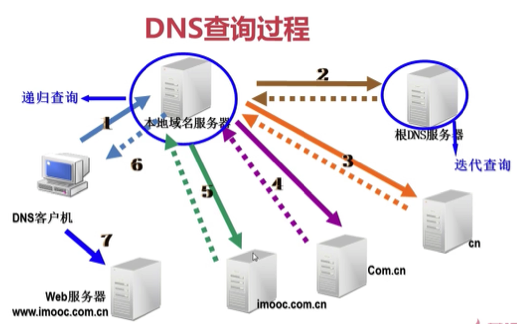 DNS查询过程
2
递归查询
1
本地域名服务器
根DNS服务器
6
3
迭代查询
5
4
DNS客户机
7
cn
Com.cn
Web服务器
www.imooc.com.cn
imooc.com.cn